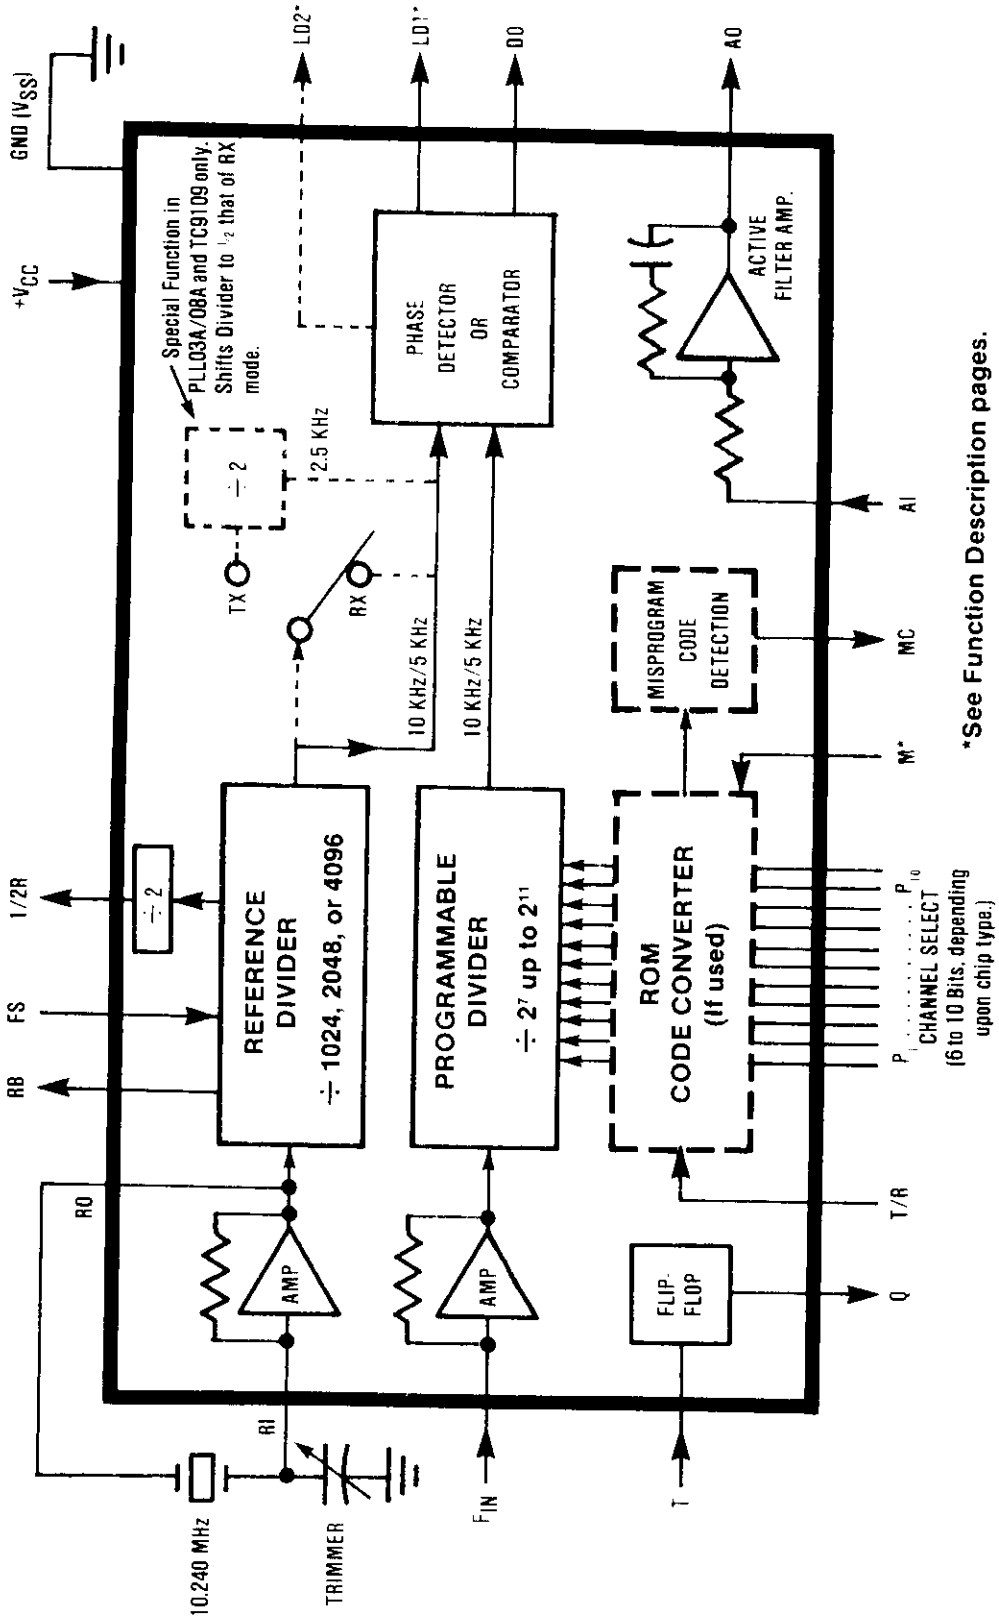 GND (VSS)
+VCC
1/2R
FS
RB
RO
10.240 MHz
RI
TRIMMER
LD2*
LD1*
DO
AO
Special Function in
PLL03A/08A and TC9109 only.
Shifts Divider to 1/2 that of RX
mode.
÷ 2
2.5 KHz
TX
RX
÷ 2
REFERENCE
DIVIDER
÷ 1024, 2048, or 4096
AMP
10 KHz/5 KHz
10 KHz/5 KHz
PHASE
DETECTOR
OR
COMPARATOR
PROGRAMMABLE
DIVIDER
÷ 2⁷ up to 2¹¹
AMP
FIN
ROM
CODE CONVERTER
(If used)
MISPROGRAM
CODE
DETECTION
ACTIVE
FILTER AMP.
FLIP-
FLOP
T
Q
T/R
P1 ........ P10
CHANNEL SELECT
(6 to 10 Bits, depending
upon chip type.)
M*
MC
AI
*See Function Description pages.